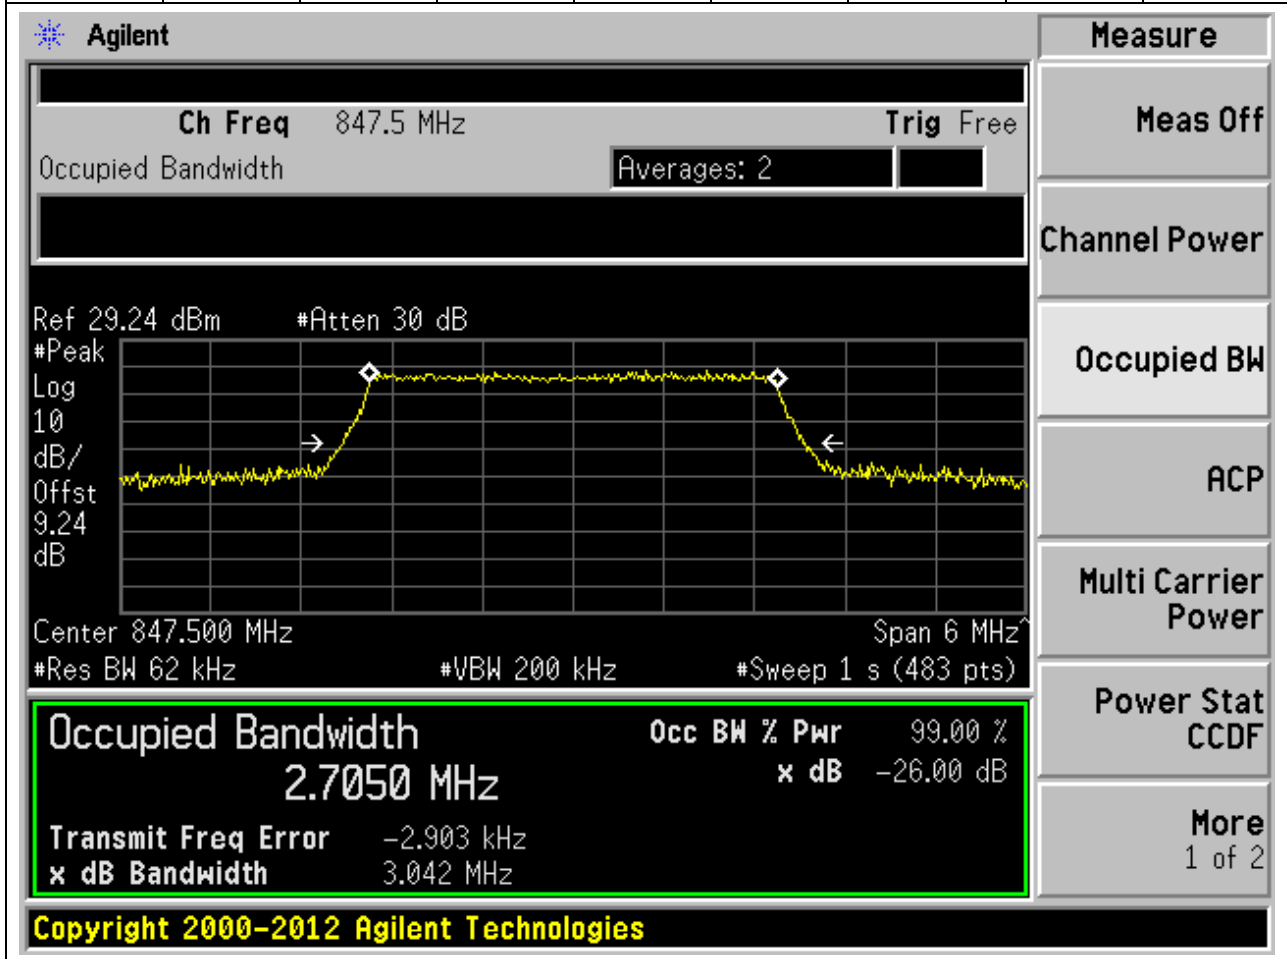 Agilent
Measure
Ch Freq 847.5 MHz Trig Free
Occupied Bandwidth Averages: 2
Meas Off
Channel Power
Occupied BW
ACP
Multi Carrier
Power
Power Stat
CCDF
More
1 of 2
Ref 29.24 dBm #Atten 30 dB
#Peak
Log
10
dB/
Offst
9.24
dB
Center 847.500 MHz Span 6 MHz^
#Res BW 62 kHz #VBW 200 kHz #Sweep 1 s (483 pts)
Occupied Bandwidth Occ BW % Pwr 99.00 %
2.7050 MHz x dB -26.00 dB
Transmit Freq Error -2.903 kHz
x dB Bandwidth 3.042 MHz
Copyright 2000-2012 Agilent Technologies